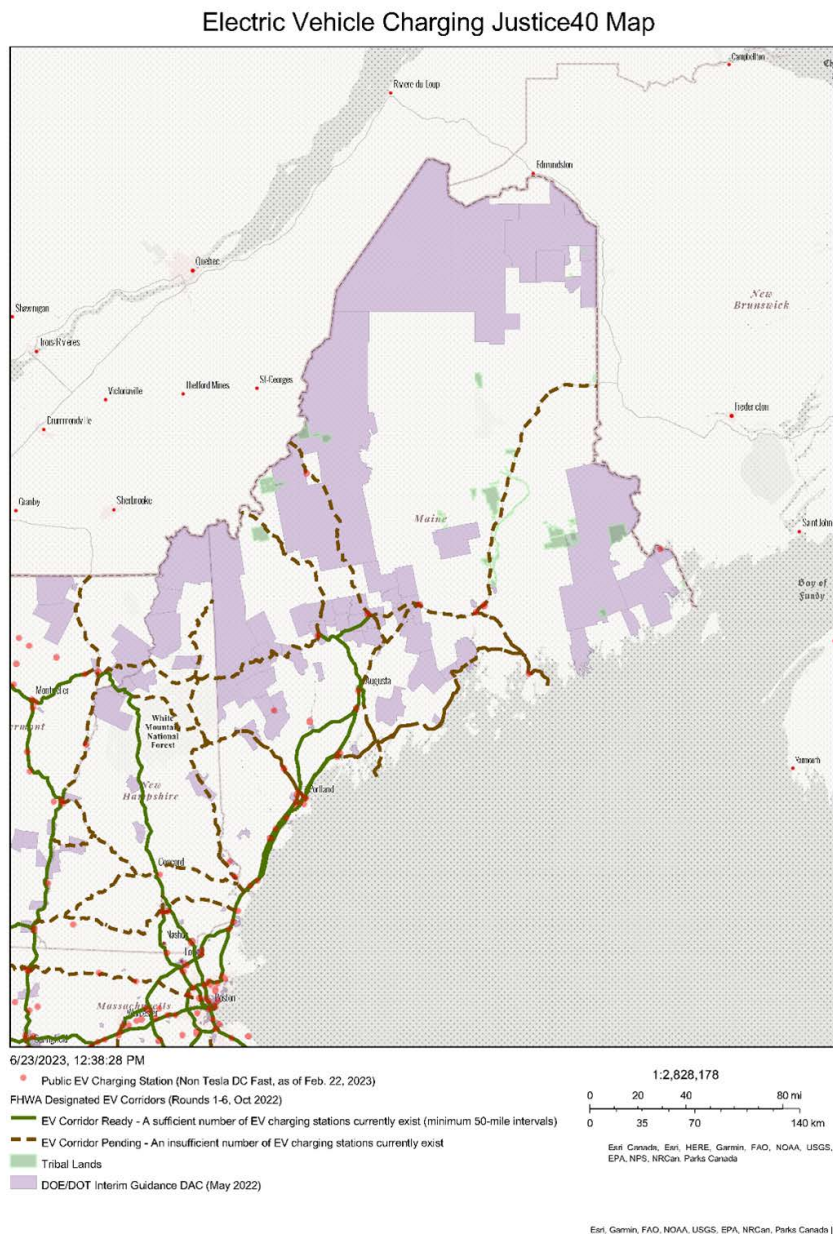 Electric Vehicle Charging Justice40 Map
Campbellton
Riviere du Loup
Edmundston
Quebec
New
Brunswick
Shawinigan
Trois-Rivieres
Victoriaville
Thetford Mines
St-Georges
Drummondville
Fredericton
Granby
Sherbrooke
Maine
Saint John
Bay of
Fundy
Montpelier
Augusta
White
Mountain
National
Forest
Yarmouth
New
Hampshire
Portland
Concord
Nashua
Boston
Massachusetts
Worcester
Springfield
6/23/2023, 12:38:28 PM
Public EV Charging Station (Non Tesla DC Fast, as of Feb. 22, 2023)
FHWA Designated EV Corridors (Rounds 1-6, Oct 2022)
EV Corridor Ready - A sufficient number of EV charging stations currently exist (minimum 50-mile intervals)
EV Corridor Pending - An insufficient number of EV charging stations currently exist
Tribal Lands
DOE/DOT Interim Guidance DAC (May 2022)
1:2,828,178
0 20 40 80 mi
0 35 70 140 km
Esri Canada, Esri, HERE, Garmin, FAO, NOAA, USGS,
EPA, NPS, NRCan, Parks Canada
Esri, Garmin, FAO, NOAA, USGS, EPA, NRCan, Parks Canada |